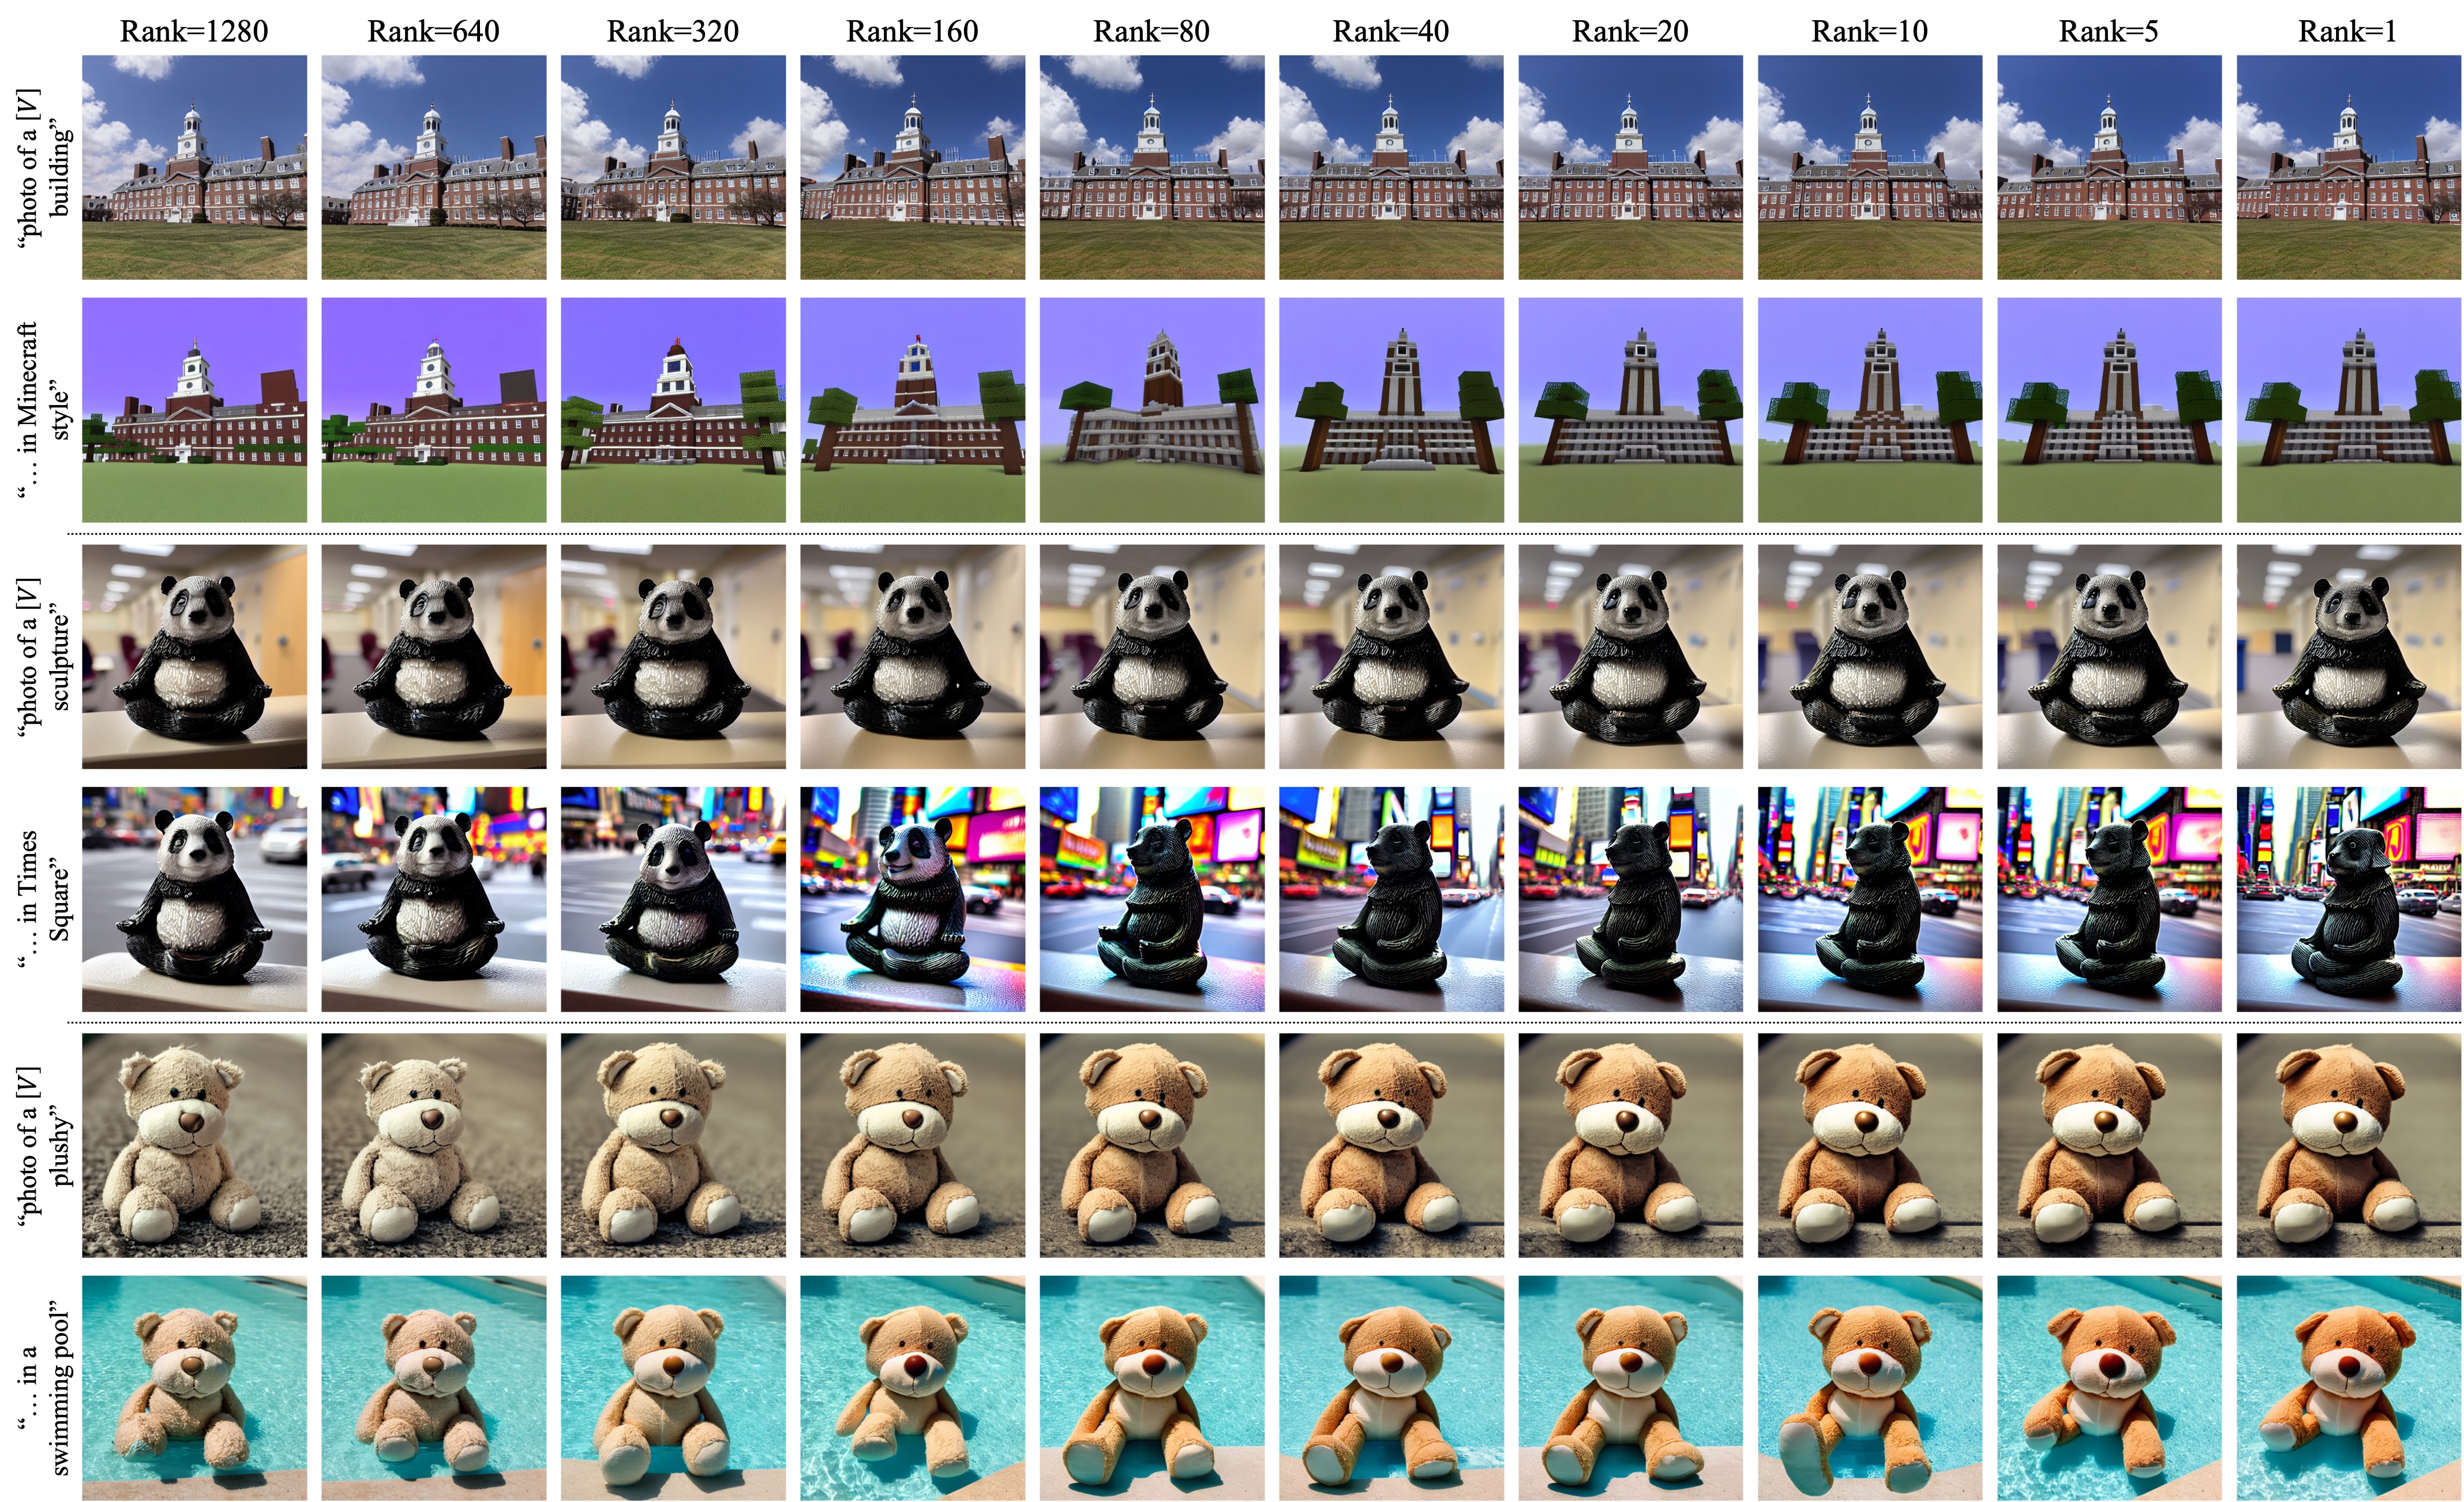 Rank=1280 Rank=640 Rank=320 Rank=160 Rank=80 Rank=40 Rank=20 Rank=10 Rank=5 Rank=1
“photo of a [V]
building”
“… in Minecraft
style”
“photo of a [V]
sculpture”
“… in Times
Square”
“photo of a [V]
plushy”
“… in a
swimming pool”